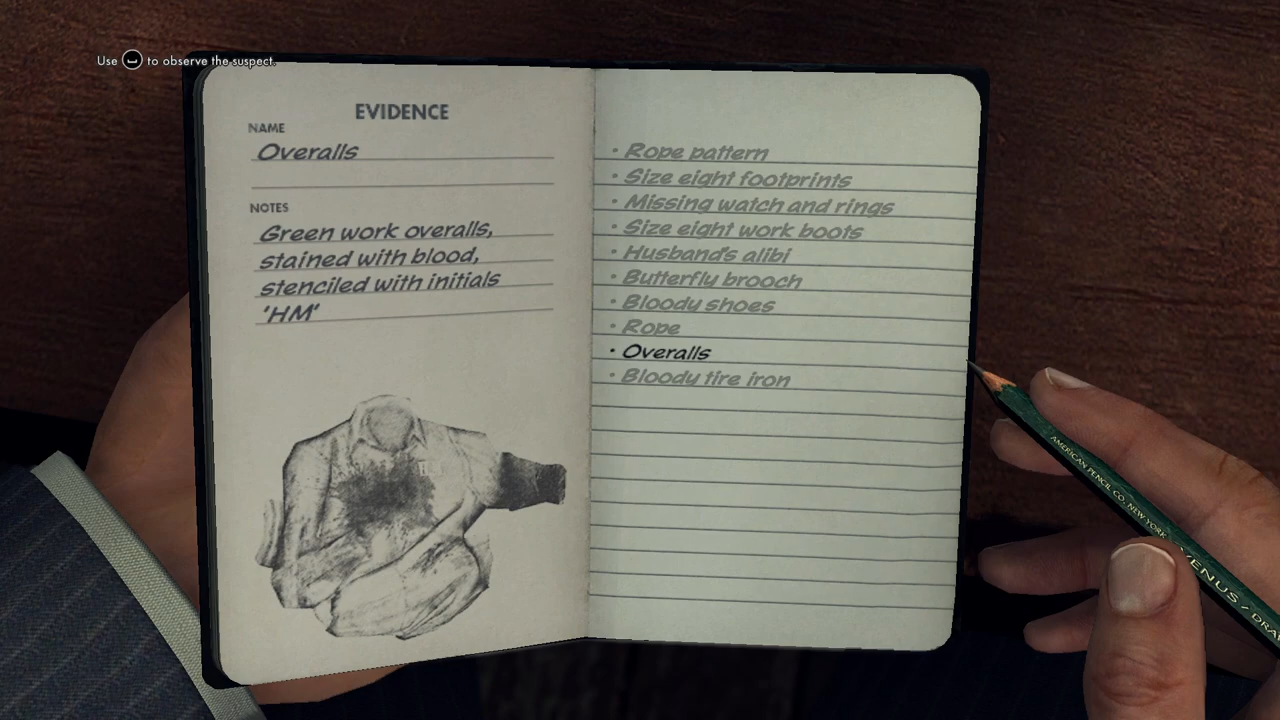 Use to observe the suspect.
EVIDENCE
NAME
Overalls
NOTES
Green work overalls,
stained with blood,
stenciled with initials
'HM'
• Rope pattern
• Size eight footprints
• Missing watch and rings
• Size eight work boots
• Husband's alibi
• Butterfly brooch
• Bloody shoes
• Rope
• Overalls
• Bloody tire iron
AMERICAN PENCIL CO. NEW YORK VENUS / DRA